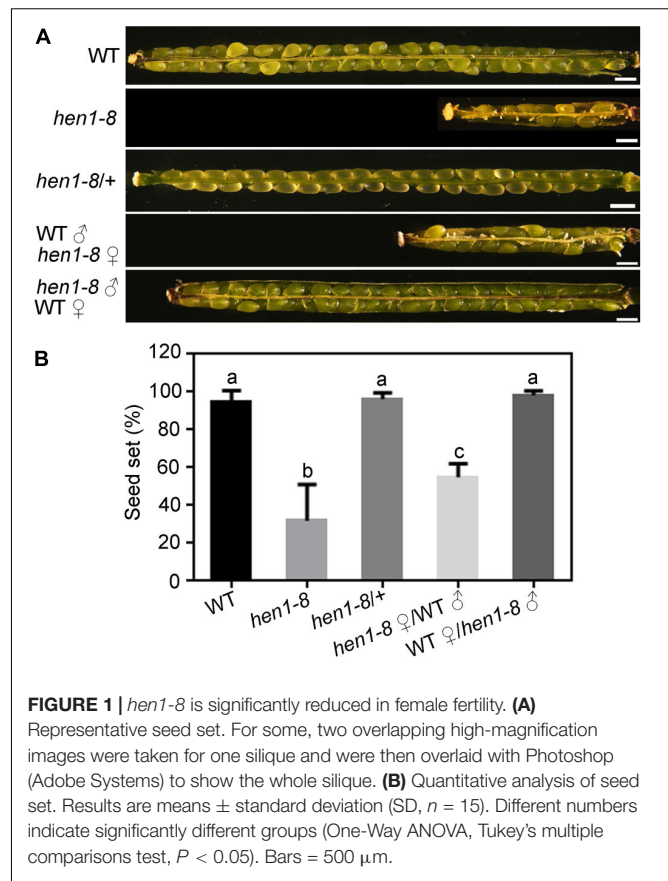 A
WT
hen1-8
hen1-8/+
WT ♂
hen1-8 ♀
hen1-8 ♂
WT ♀
B
120
100
80
60
40
20
0
Seed set (%)
a
b
a
c
a
WT
hen1-8
hen1-8/+
hen1-8 ♀/WT ♂
WT ♀/hen1-8 ♂
FIGURE 1 | hen1-8 is significantly reduced in female fertility. (A)
Representative seed set. For some, two overlapping high-magnification
images were taken for one silique and were then overlaid with Photoshop
(Adobe Systems) to show the whole silique. (B) Quantitative analysis of seed
set. Results are means ± standard deviation (SD, n = 15). Different numbers
indicate significantly different groups (One-Way ANOVA, Tukey's multiple
comparisons test, P < 0.05). Bars = 500 μm.